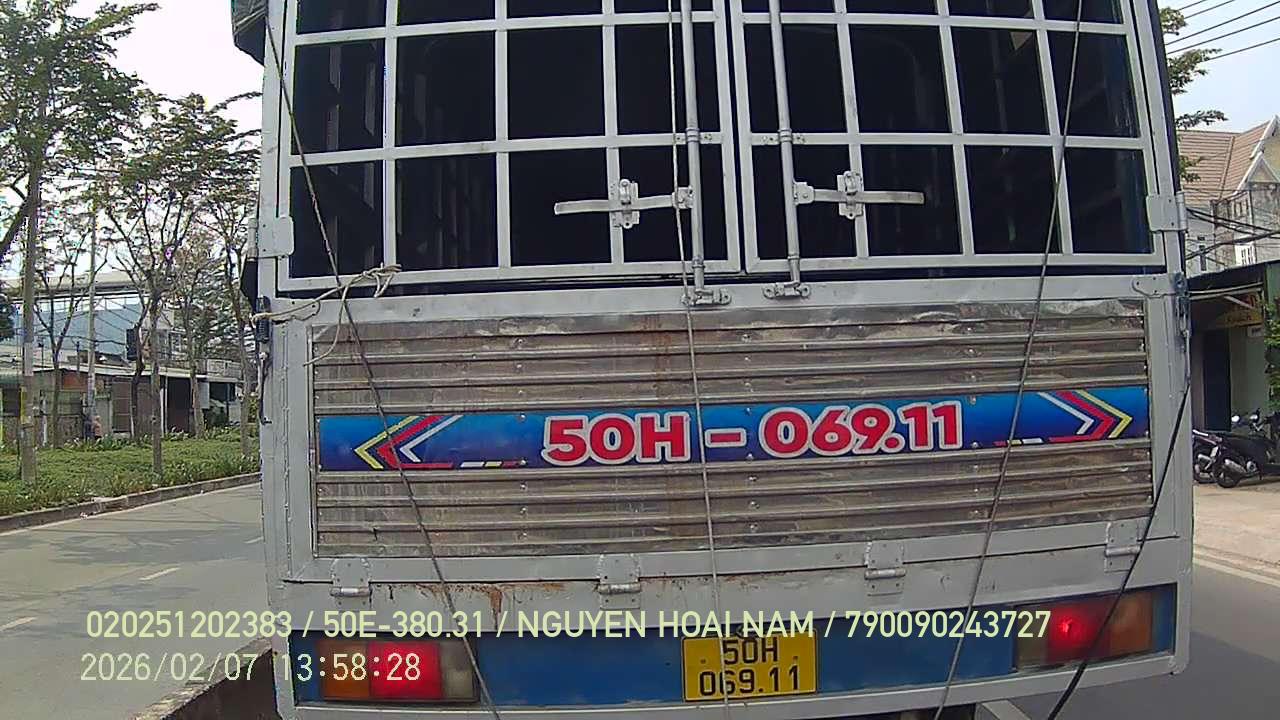 50H - 069.11
020251202383 / 50E-380.31 / NGUYEN HOAI NAM / 790090243727
2026/02/07 13:58:28
50H
069.11